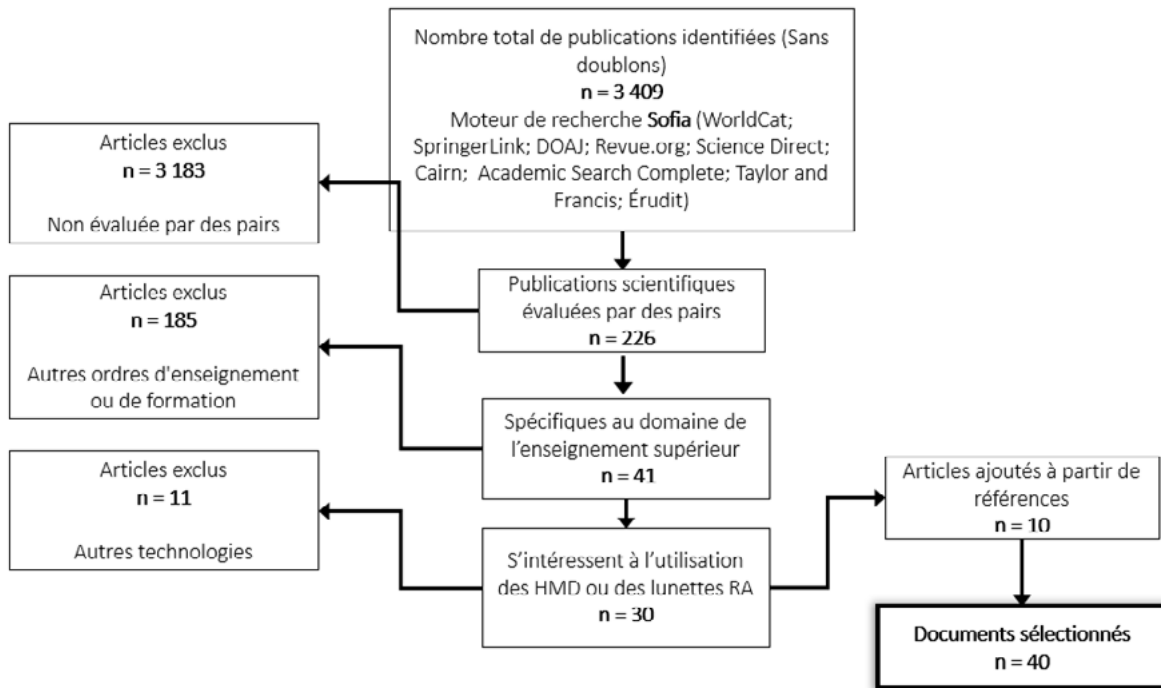 Nombre total de publications identifiées (Sans
doublons)
n = 3 409
Moteur de recherche Sofia (WorldCat;
SpringerLink; DOAJ; Revue.org; Science Direct;
Cairn; Academic Search Complete; Taylor and
Francis; Érudit)
Articles exclus
n = 3 183
Non évaluée par des pairs
Publications scientifiques
évaluées par des pairs
n = 226
Articles exclus
n = 185
Autres ordres d'enseignement
ou de formation
Spécifiques au domaine de
l'enseignement supérieur
n = 41
Articles exclus
n = 11
Autres technologies
S'intéressent à l'utilisation
des HMD ou des lunettes RA
n = 30
Articles ajoutés à partir de
références
n = 10
Documents sélectionnés
n = 40